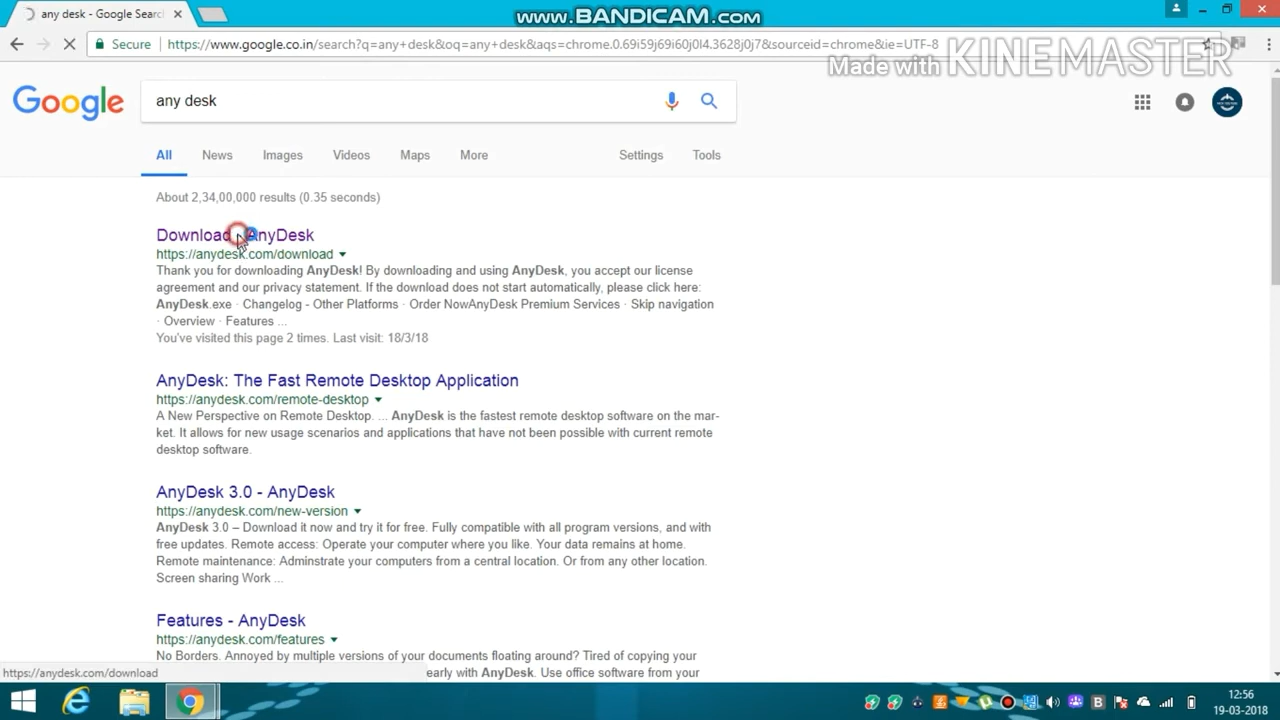 any desk - Google Searc
www.BANDICAM.com
Secure
https://www.google.co.in/search?q=any+desk&oq=any+desk&aqs=chrome.0.69i59j69i60j0l4.3628j0j7&sourceid=chrome&ie=UTF-8
Made with KINEMASTER
Google
any desk
All News Images Videos Maps More Settings Tools
About 2,34,00,000 results (0.35 seconds)
Download AnyDesk
https://anydesk.com/download
Thank you for downloading AnyDesk! By downloading and using AnyDesk, you accept our license
agreement and our privacy statement. If the download does not start automatically, please click here:
AnyDesk.exe · Changelog - Other Platforms · Order NowAnyDesk Premium Services · Skip navigation
· Overview · Features ...
You've visited this page 2 times. Last visit: 18/3/18
AnyDesk: The Fast Remote Desktop Application
https://anydesk.com/remote-desktop
A New Perspective on Remote Desktop. ... AnyDesk is the fastest remote desktop software on the mar-
ket. It allows for new usage scenarios and applications that have not been possible with current remote
desktop software.
AnyDesk 3.0 - AnyDesk
https://anydesk.com/new-version
AnyDesk 3.0 – Download it now and try it for free. Fully compatible with all program versions, and with
free updates. Remote access: Operate your computer where you like. Your data remains at home.
Remote maintenance: Adminstrate your computers from a central location. Or from any other location.
Screen sharing Work ...
Features - AnyDesk
https://anydesk.com/features
No Borders. Annoyed by multiple versions of your documents floating around? Tired of copying your
early with AnyDesk. Use office software from your
https://anydesk.com/download
12:56
19-03-2018